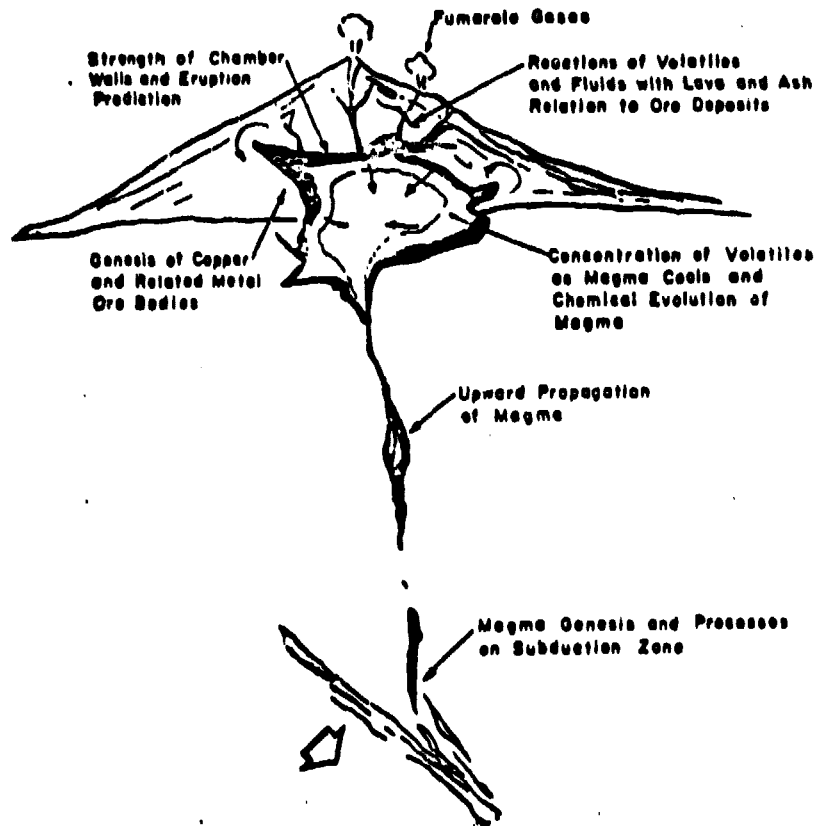 Fumarole Gases
Strength of Chamber
Walls and Eruption
Prediation
Reactions of Volatiles
and Fluids with Lava and Ash
Relation to Ore Deposits
Genesis of Copper
and Related Metal
Ore Bodies
Concentration of Volatiles
as Magma Cools and
Chemical Evolution of
Magma
Upward Propagation
of Magma
Magma Genesis and Processes
on Subduction Zone